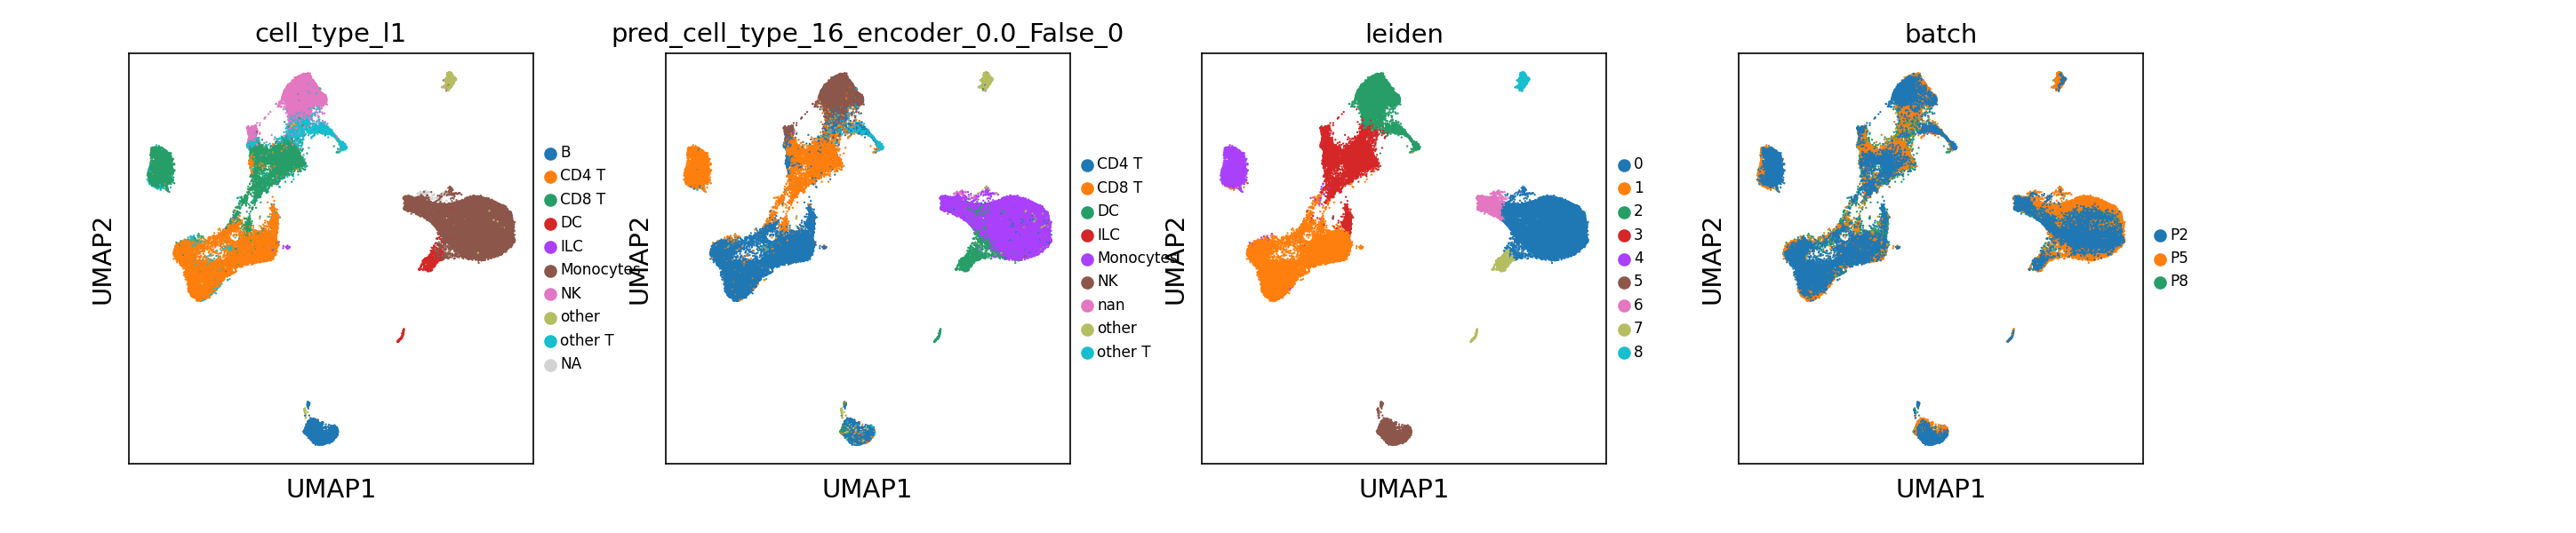 cell_type_l1
UMAP2
UMAP1
B
CD4 T
CD8 T
DC
ILC
Monocytes
NK
other
other T
NA
pred_cell_type_16_encoder_0.0_False_0
UMAP2
UMAP1
CD4 T
CD8 T
DC
ILC
Monocytes
NK
nan
other
other T
leiden
UMAP2
UMAP1
0
1
2
3
4
5
6
7
8
batch
UMAP2
UMAP1
P2
P5
P8